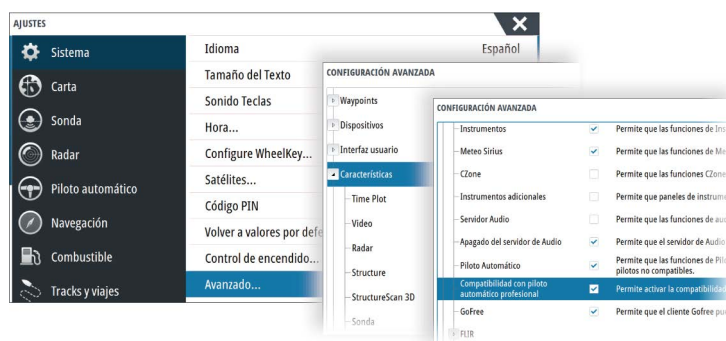 AJUSTES
Sistema
Carta
Sonda
Radar
Piloto automático
Navegación
Combustible
Tracks y viajes
Idioma
Español
Tamaño del Texto
Sonido Teclas
Hora...
Configure WheelKey...
Satélites...
Código PIN
Volver a valores por defe
Control de encendido...
Avanzado...
CONFIGURACIÓN AVANZADA
Waypoints
Dispositivos
Interfaz usuario
Características
Time Plot
Video
Radar
Structure
StructureScan 3D
Sonda
CONFIGURACIÓN AVANZADA
Instrumentos
Permite que las funciones de Ins
Meteo Sirius
Permite que las funciones de Me
CZone
Permite que las funciones CZone
Instrumentos adicionales
Permite que paneles de instrume
Servidor Audio
Permite que las funciones de aud
Apagado del servidor de Audio
Permite que el servidor de Audio
Piloto Automático
Permite que las funciones de Pilo
pilotos no compatibles.
Compatibilidad con piloto
automático profesional
Permite activar la compatibilidad
GoFree
Permite que el cliente Gofree pue
FLIR